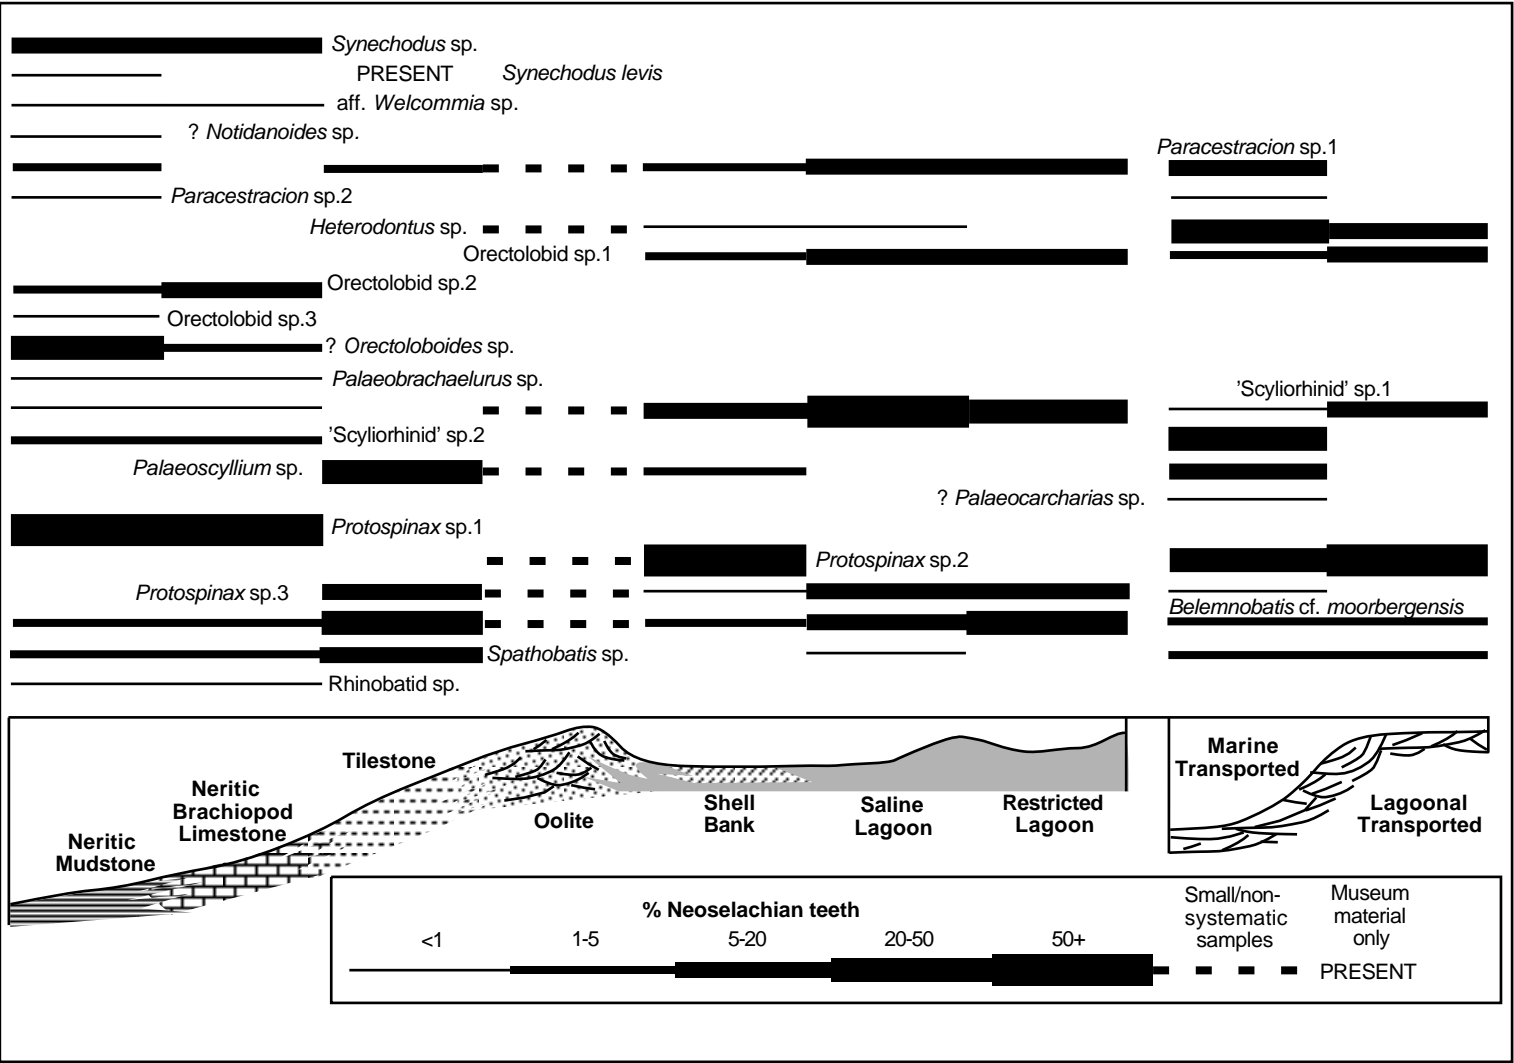 Synechodus sp.
PRESENT Synechodus levis
aff. Welcommia sp.
? Notidanoides sp.
Paracestracion sp.1
Paracestracion sp.2
Heterodontus sp.
Orectolobid sp.1
Orectolobid sp.2
Orectolobid sp.3
? Orectoloboides sp.
Palaeobrachaelurus sp.
’Scyliorhinid’ sp.1
’Scyliorhinid’ sp.2
Palaeoscyllium sp.
? Palaeocarcharias sp.
Protospinax sp.1
Protospinax sp.2
Protospinax sp.3
Belemnobatis cf. moorbergensis
Spathobatis sp.
Rhinobatid sp.
Neritic
Mudstone
Neritic
Brachiopod
Limestone
Tilestone
Oolite
Shell
Bank
Saline
Lagoon
Restricted
Lagoon
Marine
Transported
Lagoonal
Transported
% Neoselachian teeth
<1 1-5 5-20 20-50 50+
Small/non-
systematic
samples
Museum
material
only
PRESENT